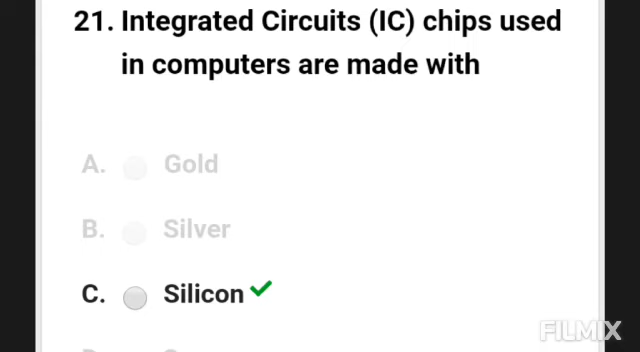 21. Integrated Circuits (IC) chips used
in computers are made with
A. Gold
B. Silver
C. Silicon
FILMIX